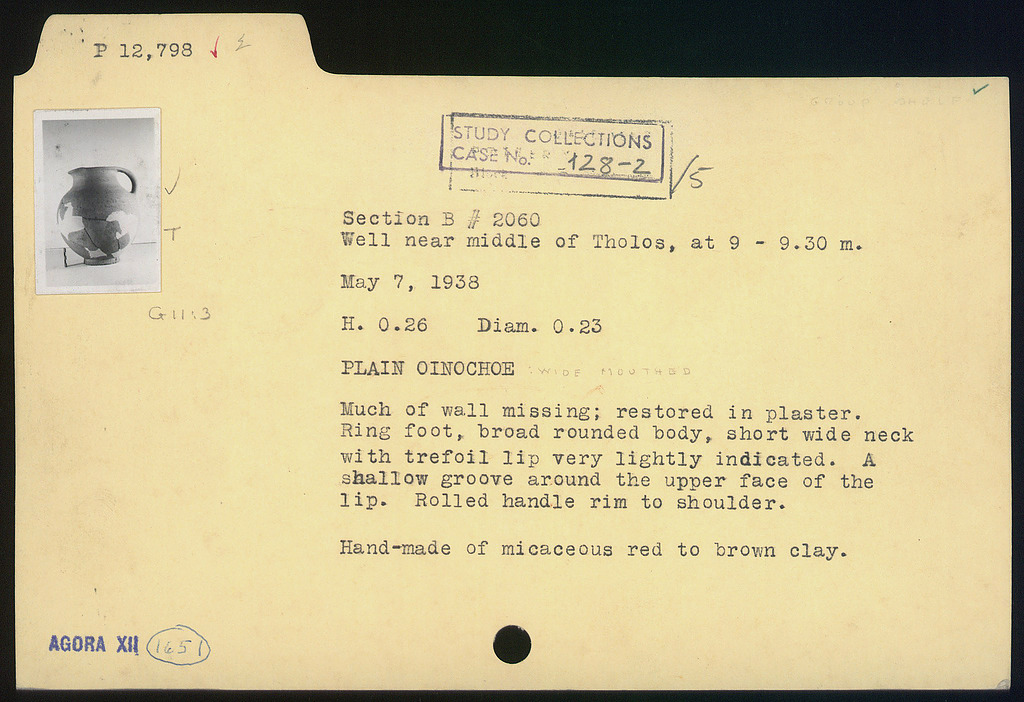 P 12,798
GROUP SHELF
STUDY COLLECTIONS
CASE No. 128-2
/5
Section B # 2060
Well near middle of Tholos, at 9 - 9.30 m.
May 7, 1938
T
G 11:3
H. 0.26 Diam. 0.23
PLAIN OINOCHOE : WIDE MOUTHED
Much of wall missing; restored in plaster.
Ring foot, broad rounded body, short wide neck
with trefoil lip very lightly indicated. A
shallow groove around the upper face of the
lip. Rolled handle rim to shoulder.
Hand-made of micaceous red to brown clay.
AGORA XII 1651